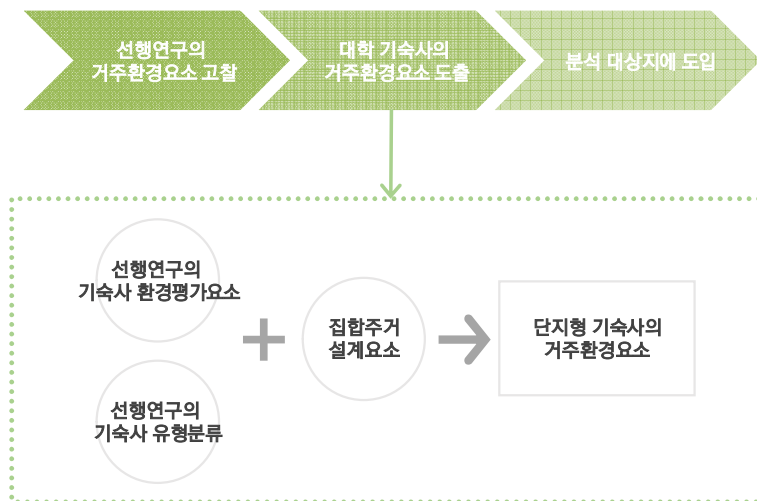 선행연구의
거주환경요소 고찰
대학 기숙사의
거주환경요소 도출
분석 대상지에 도입
선행연구의
기숙사 환경평가요소
집합주거
설계요소
단지형 기숙사의
거주환경요소
선행연구의
기숙사 유형분류